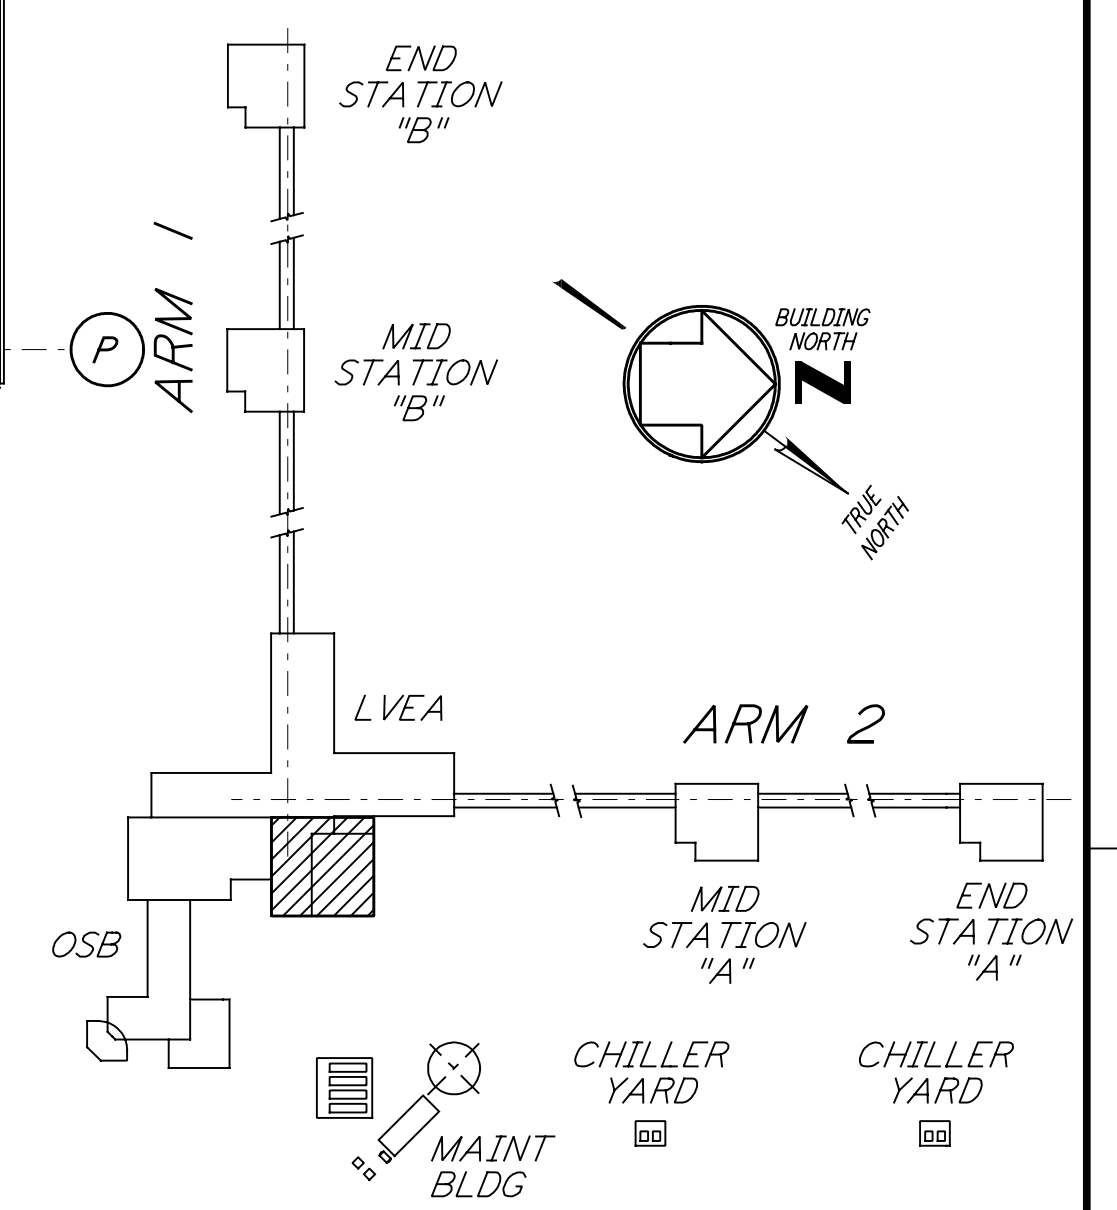 END
STATION
"B"
ARM 1
P
MID
STATION
"B"
BUILDING
NORTH
N
TRUE
NORTH
LVEA
ARM 2
OSB
MID
STATION
"A"
END
STATION
"A"
CHILLER
YARD
CHILLER
YARD
MAINT
BLDG